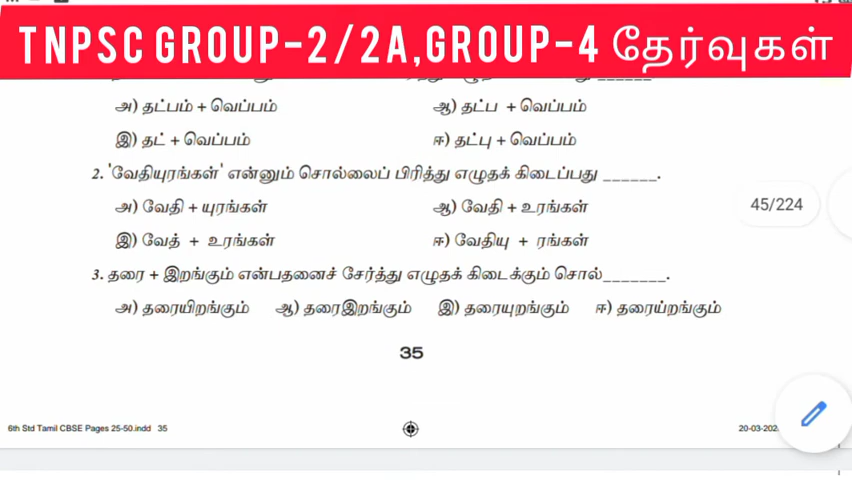 TNPSC GROUP-2/2A,GROUP-4 தேர்வுகள்
அ) தட்பம் + வெப்பம் ஆ) தட்ப + வெப்பம்
இ) தட் + வெப்பம் ஈ) தட்பு + வெப்பம்
2. 'வேதியுரங்கள்' என்னும் சொல்லைப் பிரித்து எழுதக் கிடைப்பது ______.
அ) வேதி + யுரங்கள் ஆ) வேதி + உரங்கள்
45/224
இ) வேத் + உரங்கள் ஈ) வேதியு + ரங்கள்
3. தரை + இறங்கும் என்பதனைச் சேர்த்து எழுதக் கிடைக்கும் சொல்_______.
அ) தரையிறங்கும் ஆ) தரைஇறங்கும் இ) தரையுறங்கும் ஈ) தரைய்றங்கும்
35
6th Std Tamil CBSE Pages 25-50.indd 35 20-03-202